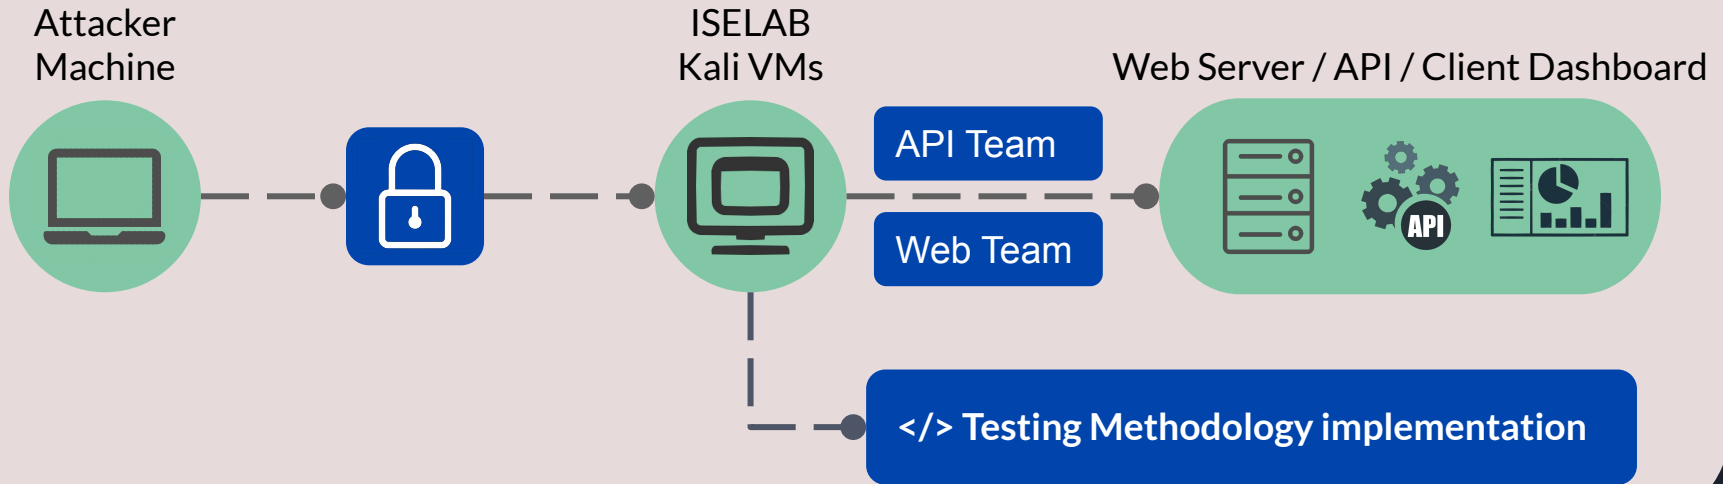 Attacker
Machine
ISELAB
Kali VMs
Web Server / API / Client Dashboard
API Team
Web Team
API
</> Testing Methodology implementation